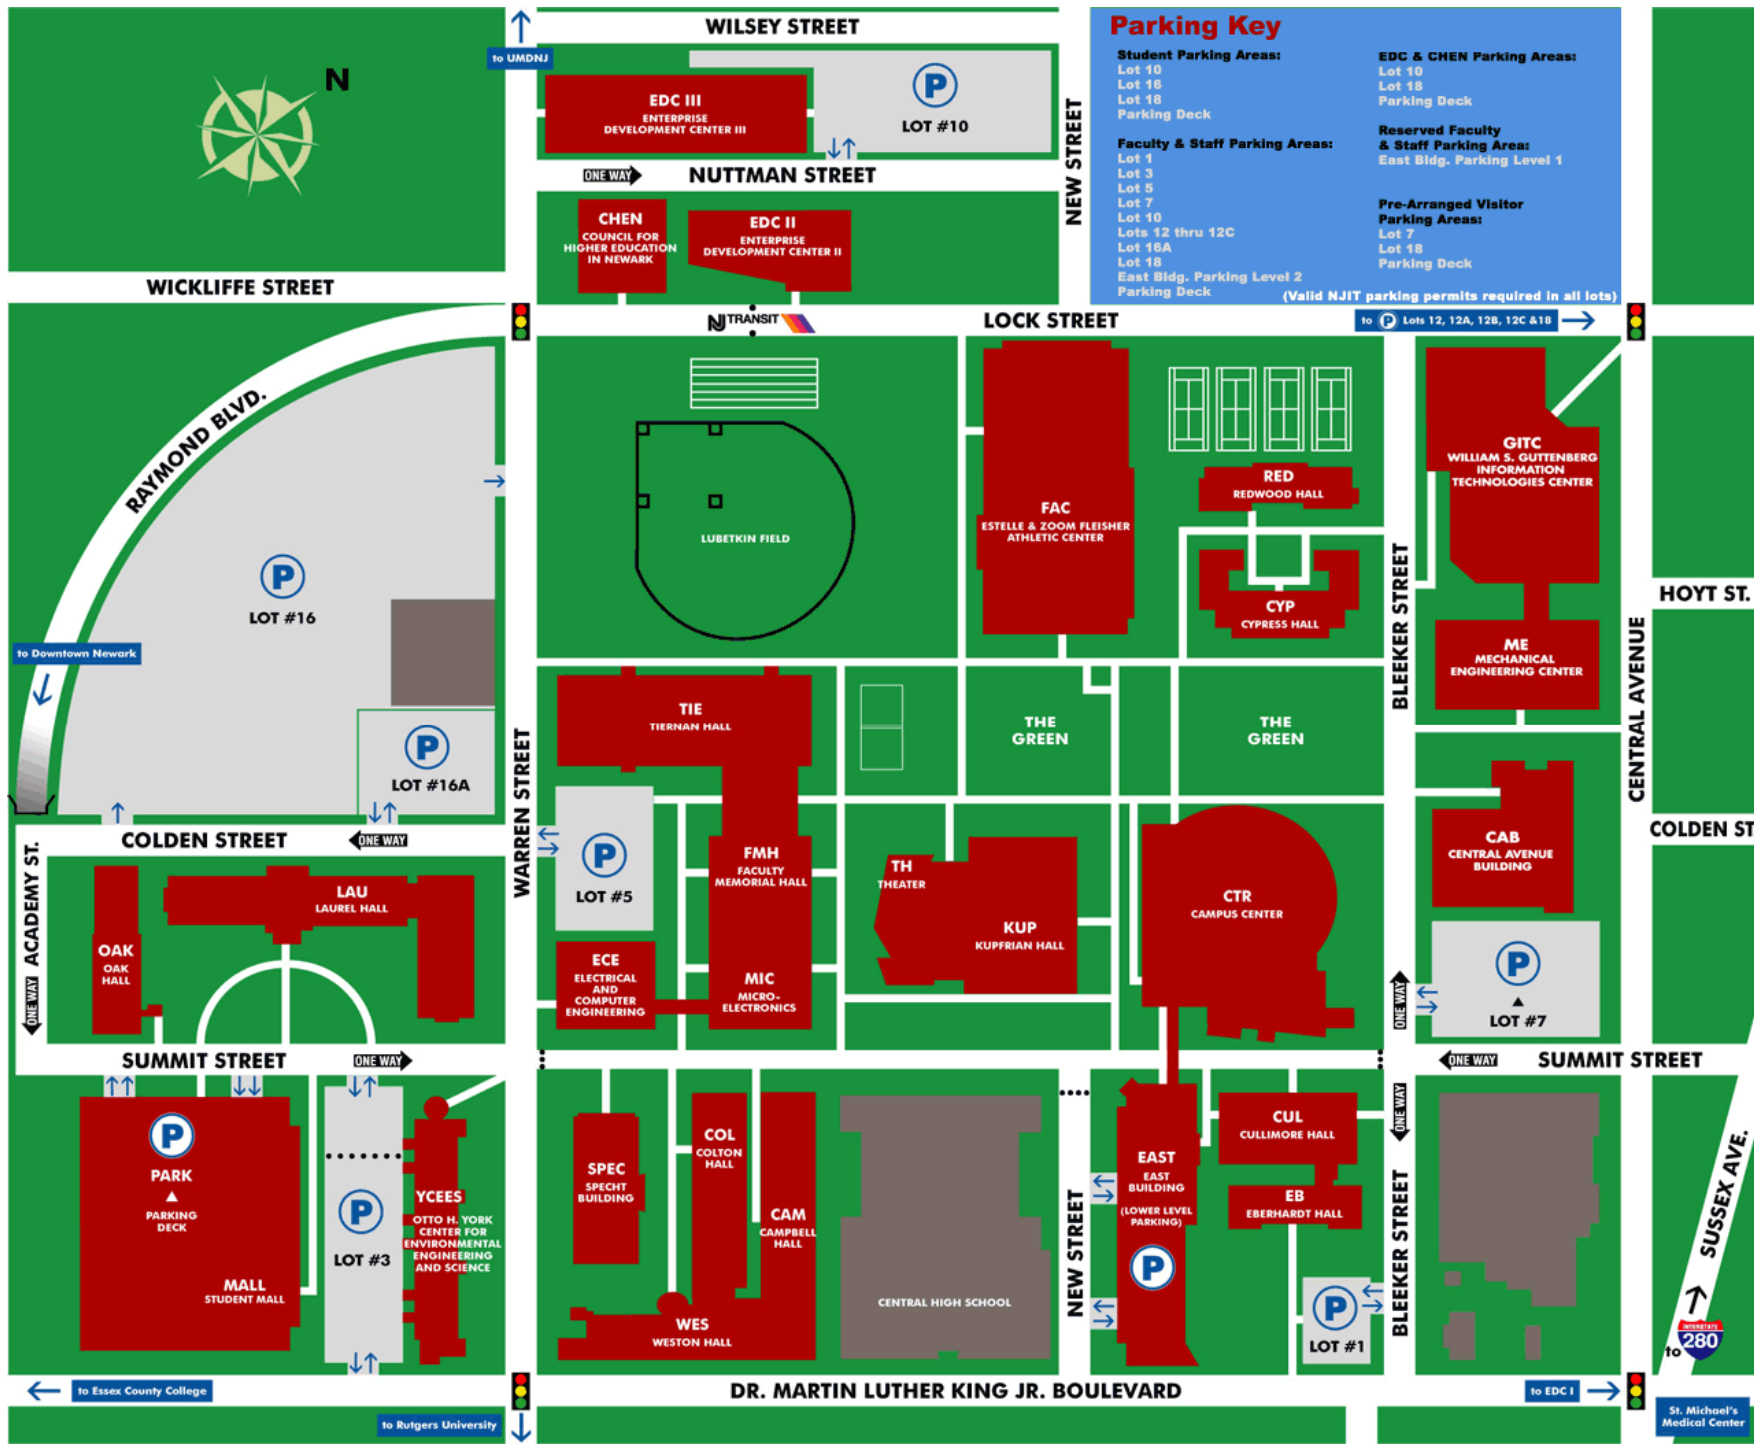 N
WILSEY STREET
to UMDNJ
EDC III
ENTERPRISE
DEVELOPMENT CENTER III
P
LOT #10
NEW STREET
ONE WAY
NUTTMAN STREET
CHEN
COUNCIL FOR
HIGHER EDUCATION
IN NEWARK
EDC II
ENTERPRISE
DEVELOPMENT CENTER II
Parking Key
Student Parking Areas:
Lot 10
Lot 16
Lot 18
Parking Deck
Faculty & Staff Parking Areas:
Lot 1
Lot 3
Lot 5
Lot 7
Lot 10
Lots 12 thru 12C
Lot 16A
Lot 18
East Bldg. Parking Level 2
Parking Deck
EDC & CHEN Parking Areas:
Lot 10
Lot 18
Parking Deck
Reserved Faculty
& Staff Parking Area:
East Bldg. Parking Level 1
Pre-Arranged Visitor
Parking Areas:
Lot 7
Lot 18
Parking Deck
(Valid NJIT parking permits required in all lots)
WICKLIFFE STREET
NJ TRANSIT
LOCK STREET
to P Lots 12, 12A, 12B, 12C &18
RAYMOND BLVD.
P
LOT #16
to Downtown Newark
P
LOT #16A
LUBETKIN FIELD
FAC
ESTELLE & ZOOM FLEISHER
ATHLETIC CENTER
RED
REDWOOD HALL
CYP
CYPRESS HALL
BLEEKER STREET
GITC
WILLIAM S. GUTTENBERG
INFORMATION
TECHNOLOGIES CENTER
ME
MECHANICAL
ENGINEERING CENTER
HOYT ST.
CENTRAL AVENUE
WARREN STREET
TIE
TIERNAN HALL
THE
GREEN
THE
GREEN
COLDEN STREET
ONE WAY
COLDEN ST
ACADEMY ST.
ONE WAY
OAK
OAK
HALL
LAU
LAUREL HALL
P
LOT #5
FMH
FACULTY
MEMORIAL HALL
ECE
ELECTRICAL
AND
COMPUTER
ENGINEERING
MIC
MICRO-
ELECTRONICS
TH
THEATER
KUP
KUPFRIAN HALL
CTR
CAMPUS CENTER
CAB
CENTRAL AVENUE
BUILDING
P
LOT #7
ONE WAY
SUMMIT STREET
ONE WAY
ONE WAY
SUMMIT STREET
P
PARK
PARKING
DECK
MALL
STUDENT MALL
P
LOT #3
YCEES
OTTO H. YORK
CENTER FOR
ENVIRONMENTAL
ENGINEERING
AND SCIENCE
SPEC
SPECHT
BUILDING
COL
COLTON
HALL
CAM
CAMPBELL
HALL
WES
WESTON HALL
CENTRAL HIGH SCHOOL
NEW STREET
EAST
EAST
BUILDING
(LOWER LEVEL
PARKING)
P
CUL
CULLIMORE HALL
EB
EBERHARDT HALL
P
LOT #1
ONE WAY
BLEEKER STREET
SUSSEX AVE.
INTERSTATE
280
to
to Essex County College
to Rutgers University
DR. MARTIN LUTHER KING JR. BOULEVARD
to EDC I
St. Michael's
Medical Center